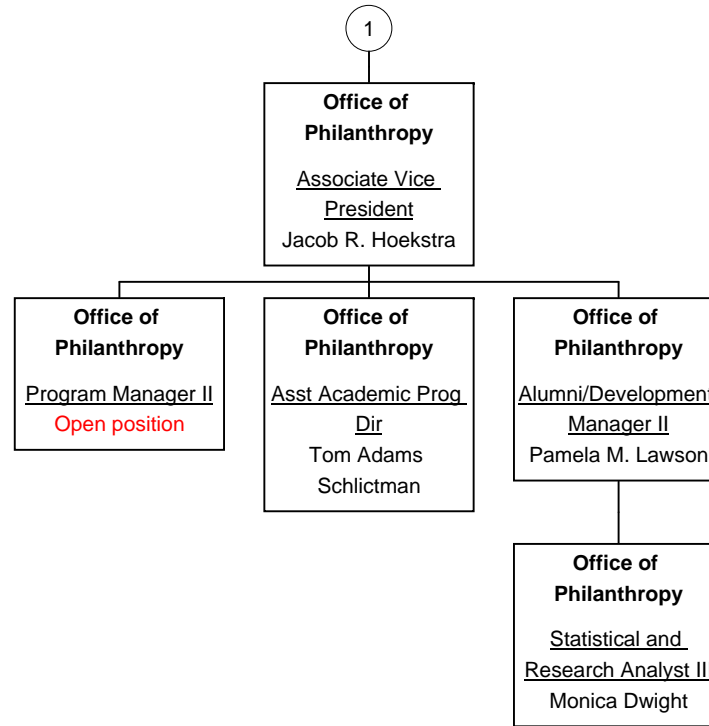 1
Office of
Philanthropy
Associate Vice
President
Jacob R. Hoekstra
Office of
Philanthropy
Program Manager II
Open position
Office of
Philanthropy
Asst Academic Prog
Dir
Tom Adams
Schlictman
Office of
Philanthropy
Alumni/Development
Manager II
Pamela M. Lawson
Office of
Philanthropy
Statistical and
Research Analyst II
Monica Dwight